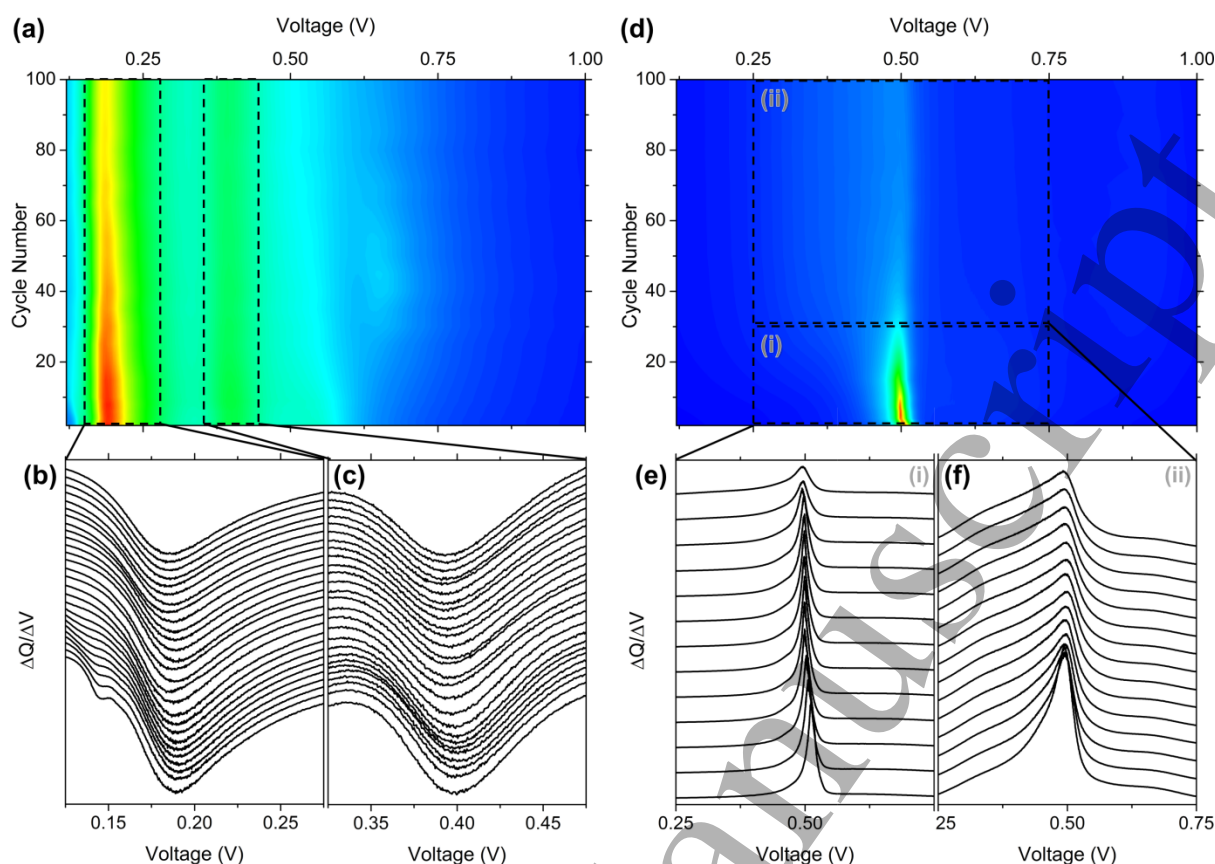 Voltage (V)
(a)
0.25 0.50 0.75 1.00
100
80
60
40
20
Cycle Number
Voltage (V)
(d)
0.25 0.50 0.75 1.00
100
80
60
40
20
Cycle Number
(ii)
(i)
(b)
ΔQ/ΔV
0.15 0.20 0.25
Voltage (V)
(c)
0.35 0.40 0.45
Voltage (V)
(e)
(i)
ΔQ/ΔV
0.25 0.50
Voltage (V)
(f)
(ii)
25 0.50 0.75
Voltage (V)
anuscript